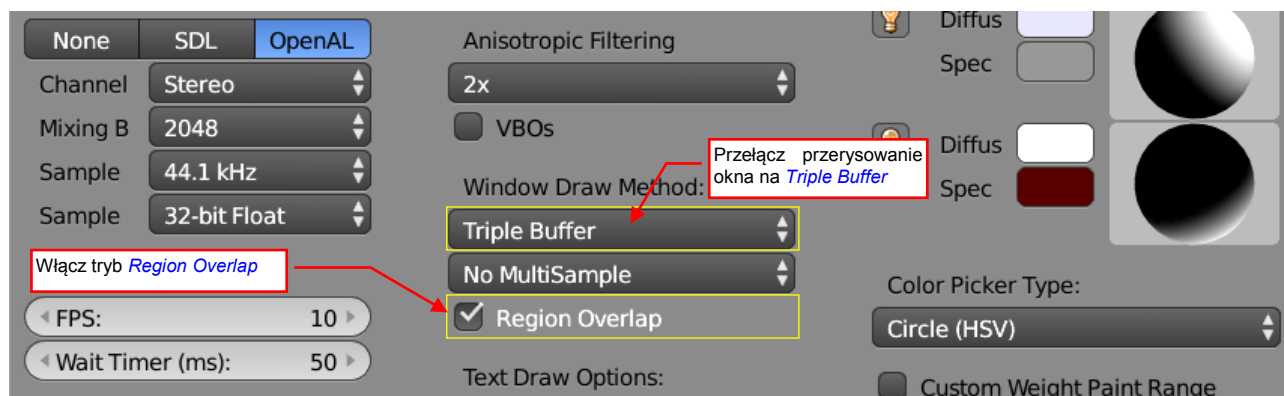 None SDL OpenAL
Channel Stereo
Mixing B 2048
Sample 44.1 kHz
Sample 32-bit Float
Włącz tryb Region Overlap
FPS: 10
Wait Timer (ms): 50
Anisotropic Filtering
2x
VBOs
Przełącz przerysowanie
okna na Triple Buffer
Window Draw Method:
Triple Buffer
No MultiSample
Region Overlap
Text Draw Options:
Diffus
Spec
Diffus
Spec
Color Picker Type:
Circle (HSV)
Custom Weight Paint Range